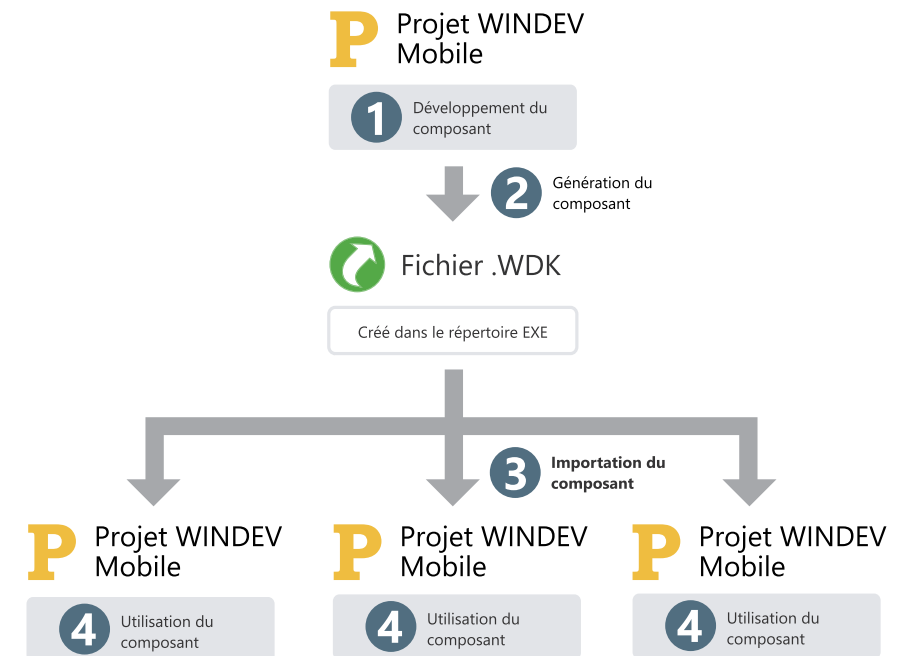 P Projet WINDEV
Mobile
1 Développement du
composant
2 Génération du
composant
Fichier .WDK
Créé dans le répertoire EXE
3 Importation du
composant
P Projet WINDEV
Mobile
4 Utilisation du
composant
P Projet WINDEV
Mobile
4 Utilisation du
composant
P Projet WINDEV
Mobile
4 Utilisation du
composant